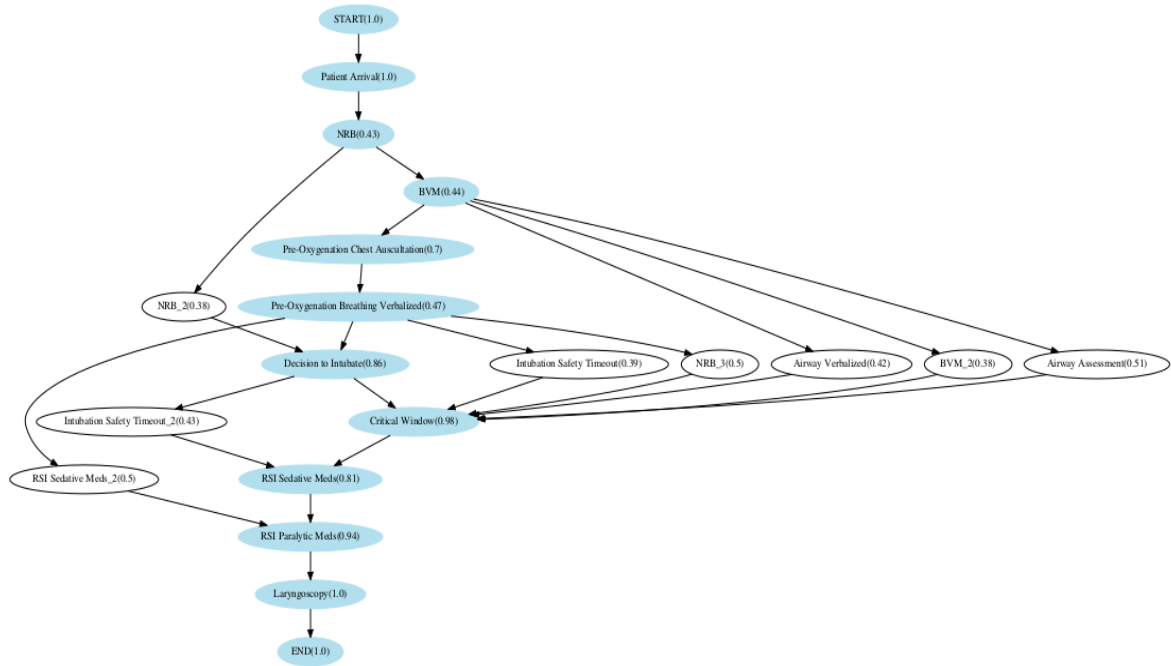 START(1.0)
Patient Arrival(1.0)
NRB(0.43)
BVM(0.44)
Pre-Oxygenation Chest Auscultation(0.7)
NRB_2(0.38)
Pre-Oxygenation Breathing Verbalized(0.47)
Decision to Intubate(0.86)
Intubation Safety Timeout(0.39)
NRB_3(0.5)
Airway Verbalized(0.42)
BVM_2(0.38)
Airway Assessment(0.51)
Intubation Safety Timeout_2(0.43)
Critical Window(0.98)
RSI Sedative Meds_2(0.5)
RSI Sedative Meds(0.81)
RSI Paralytic Meds(0.94)
Laryngoscopy(1.0)
END(1.0)